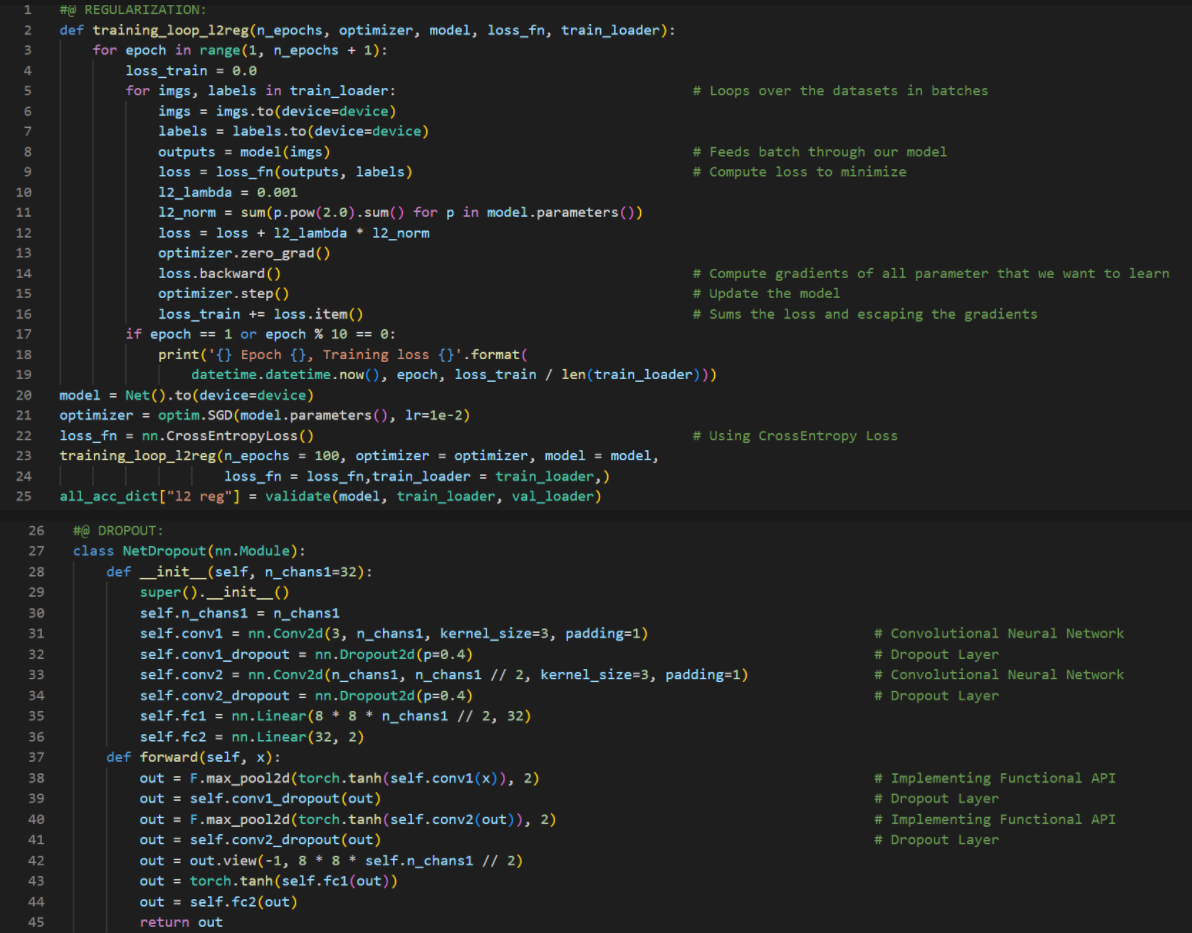 1 #@ REGULARIZATION:
2 def training_loop_l2reg(n_epochs, optimizer, model, loss_fn, train_loader):
3     for epoch in range(1, n_epochs + 1):
4         loss_train = 0.0
5         for imgs, labels in train_loader: # Loops over the datasets in batches
6             imgs = imgs.to(device=device)
7             labels = labels.to(device=device)
8             outputs = model(imgs) # Feeds batch through our model
9             loss = loss_fn(outputs, labels) # Compute loss to minimize
10             l2_lambda = 0.001
11             l2_norm = sum(p.pow(2.0).sum() for p in model.parameters())
12             loss = loss + l2_lambda * l2_norm
13             optimizer.zero_grad()
14             loss.backward() # Compute gradients of all parameter that we want to learn
15             optimizer.step() # Update the model
16             loss_train += loss.item() # Sums the loss and escaping the gradients
17         if epoch == 1 or epoch % 10 == 0:
18             print('{} Epoch {}, Training loss {}'.format(
19                 datetime.datetime.now(), epoch, loss_train / len(train_loader)))
20 model = Net().to(device=device)
21 optimizer = optim.SGD(model.parameters(), lr=1e-2)
22 loss_fn = nn.CrossEntropyLoss() # Using CrossEntropy Loss
23 training_loop_l2reg(n_epochs = 100, optimizer = optimizer, model = model,
24                     loss_fn = loss_fn,train_loader = train_loader,)
25 all_acc_dict["l2 reg"] = validate(model, train_loader, val_loader)
26 #@ DROPOUT:
27 class NetDropout(nn.Module):
28     def __init__(self, n_chans1=32):
29         super().__init__()
30         self.n_chans1 = n_chans1
31         self.conv1 = nn.Conv2d(3, n_chans1, kernel_size=3, padding=1) # Convolutional Neural Network
32         self.conv1_dropout = nn.Dropout2d(p=0.4) # Dropout Layer
33         self.conv2 = nn.Conv2d(n_chans1, n_chans1 // 2, kernel_size=3, padding=1) # Convolutional Neural Network
34         self.conv2_dropout = nn.Dropout2d(p=0.4) # Dropout Layer
35         self.fc1 = nn.Linear(8 * 8 * n_chans1 // 2, 32)
36         self.fc2 = nn.Linear(32, 2)
37     def forward(self, x):
38         out = F.max_pool2d(torch.tanh(self.conv1(x)), 2) # Implementing Functional API
39         out = self.conv1_dropout(out) # Dropout Layer
40         out = F.max_pool2d(torch.tanh(self.conv2(out)), 2) # Implementing Functional API
41         out = self.conv2_dropout(out) # Dropout Layer
42         out = out.view(-1, 8 * 8 * self.n_chans1 // 2)
43         out = torch.tanh(self.fc1(out))
44         out = self.fc2(out)
45         return out